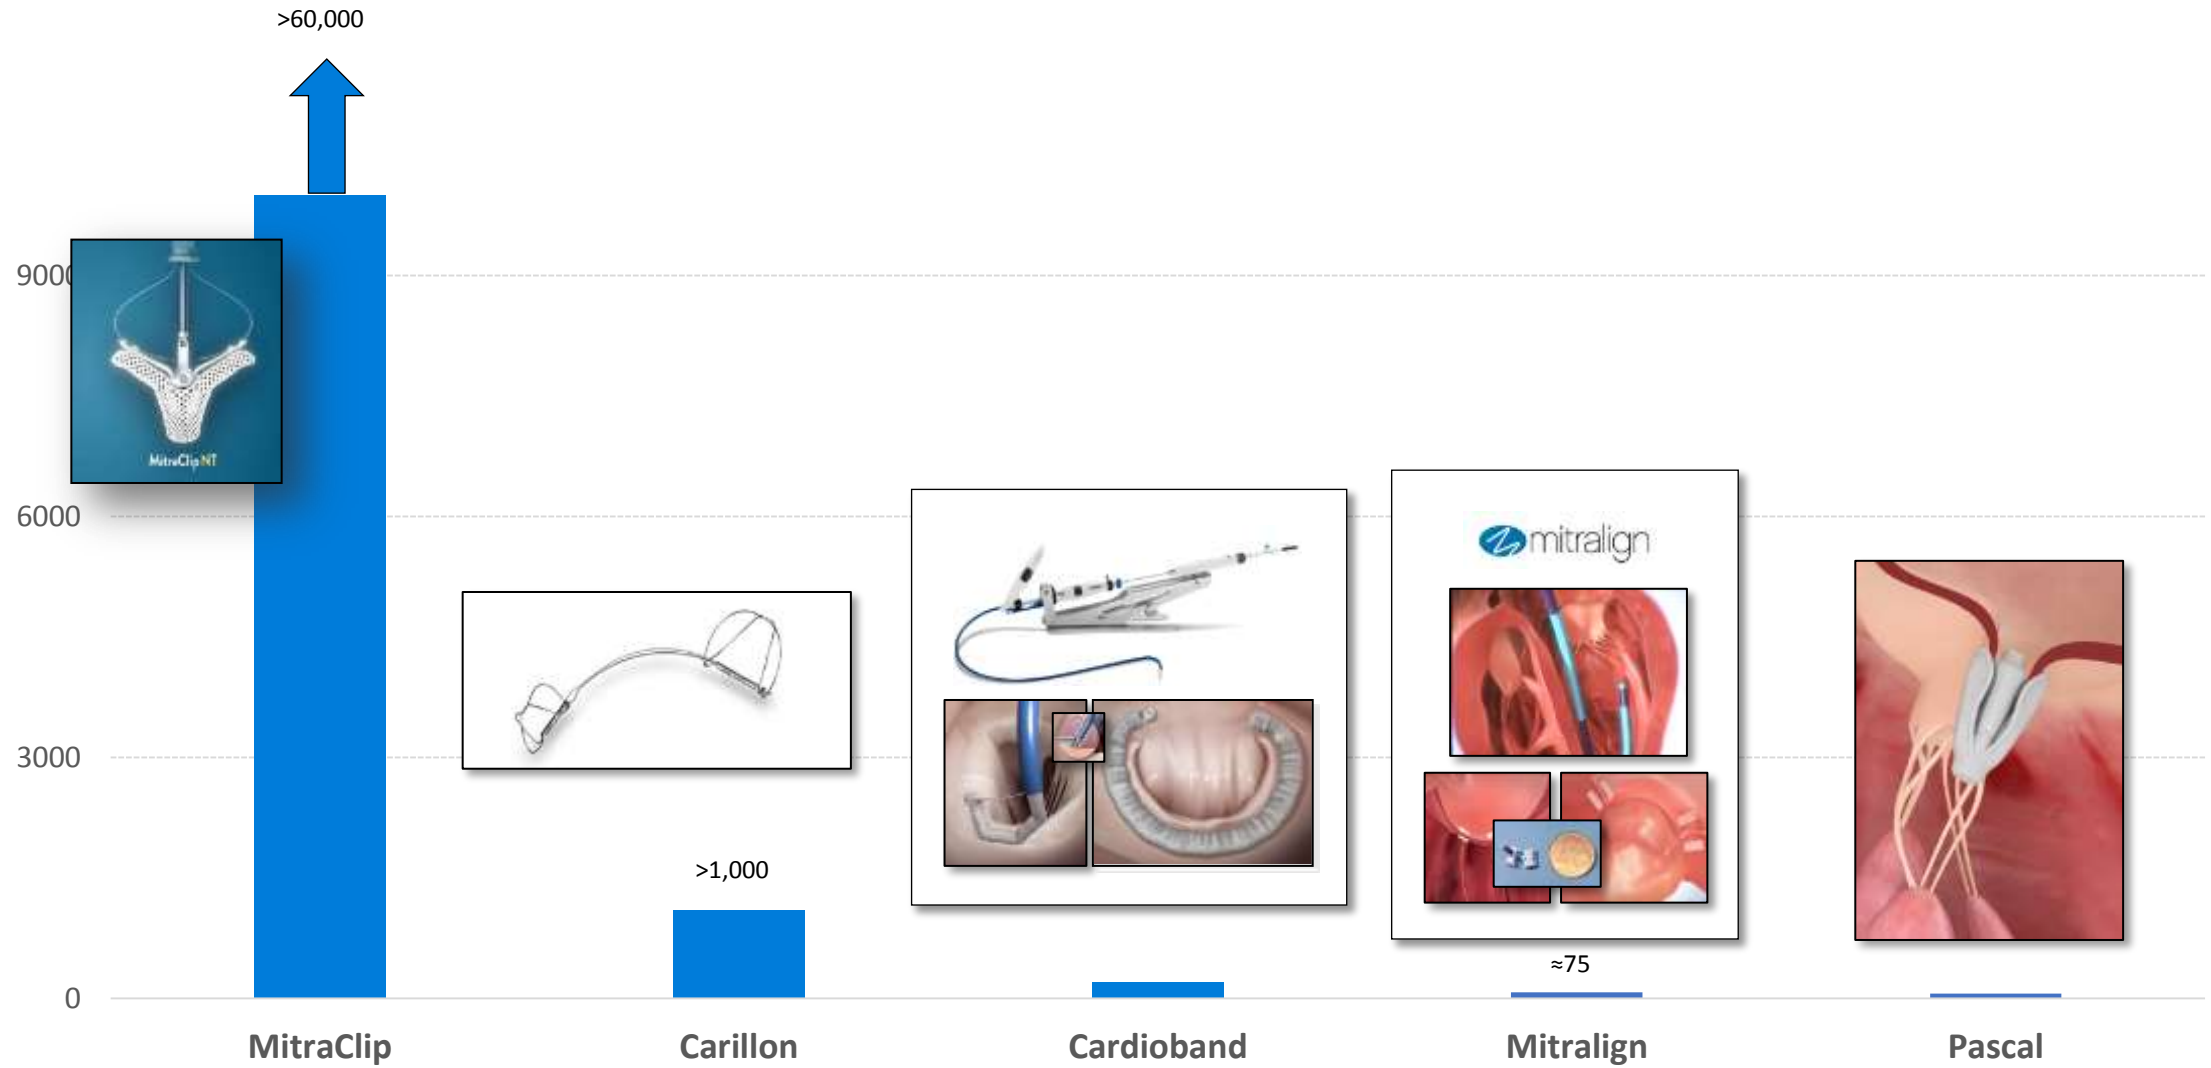 >60,000
9000
MitraClip NT
6000
mitralign
3000
>1,000
≈75
0
MitraClip
Carillon
Cardioband
Mitralign
Pascal